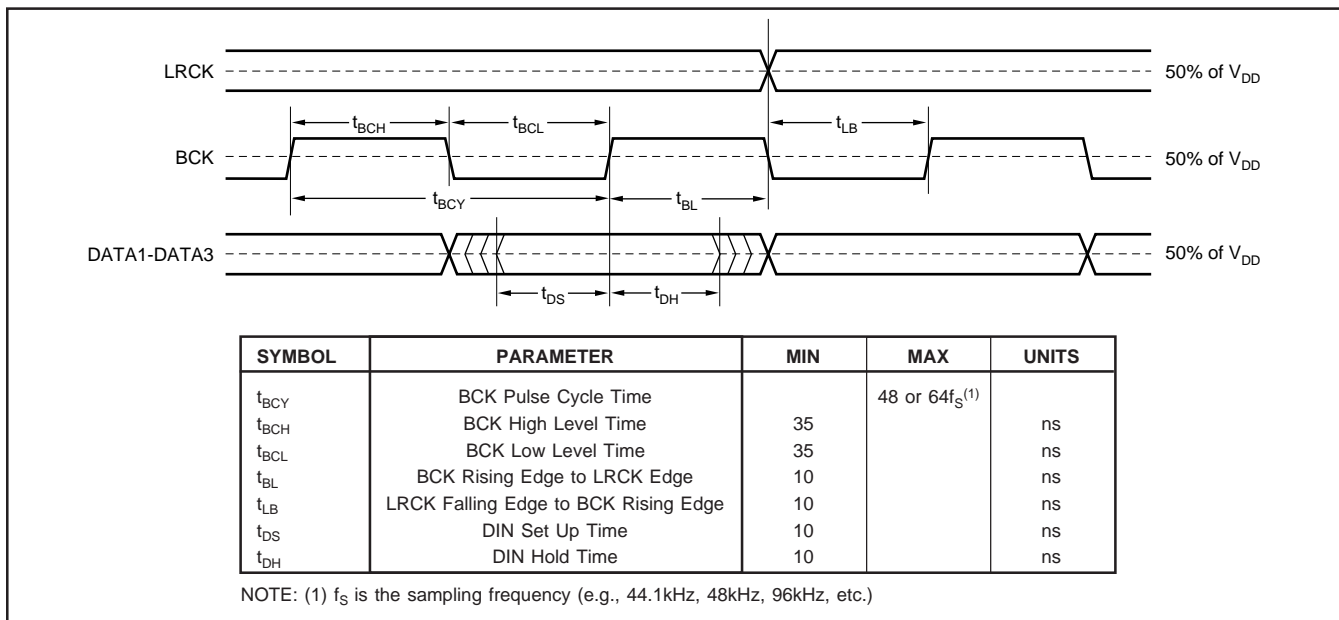 LRCK
50% of VDD
tBCH
tBCL
tLB
BCK
50% of VDD
tBCY
tBL
DATA1-DATA3
50% of VDD
tDS
tDH
SYMBOL PARAMETER MIN MAX UNITS
tBCY BCK Pulse Cycle Time 48 or 64fS(1)
tBCH BCK High Level Time 35 ns
tBCL BCK Low Level Time 35 ns
tBL BCK Rising Edge to LRCK Edge 10 ns
tLB LRCK Falling Edge to BCK Rising Edge 10 ns
tDS DIN Set Up Time 10 ns
tDH DIN Hold Time 10 ns
NOTE: (1) fS is the sampling frequency (e.g., 44.1kHz, 48kHz, 96kHz, etc.)